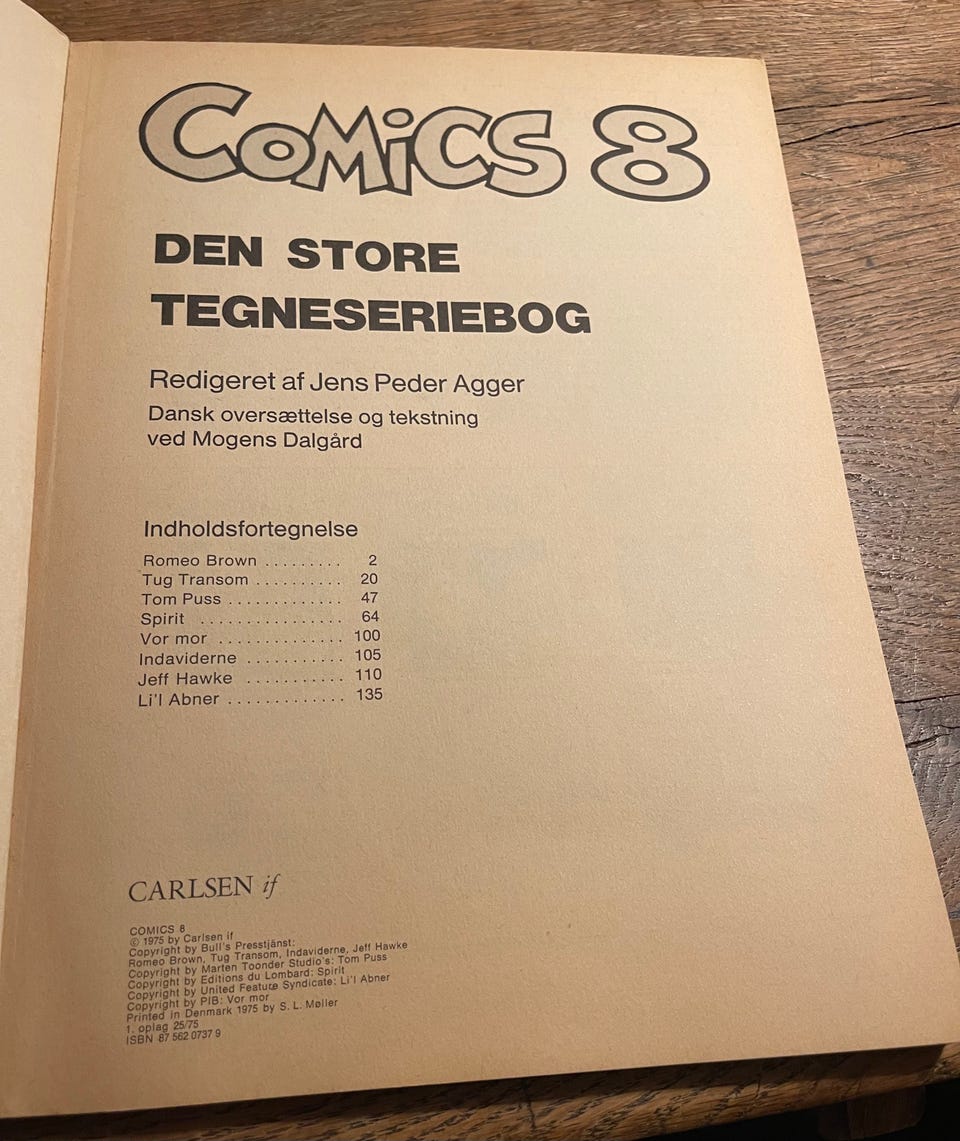 COMICS 8
DEN STORE
TEGNESERIEBOG
Redigeret af Jens Peder Agger
Dansk oversættelse og tekstning
ved Mogens Dalgård
Indholdsfortegnelse
Romeo Brown ......... 2
Tug Transom .......... 20
Tom Puss ............. 47
Spirit ................ 64
Vor mor .............. 100
Indaviderne ........... 105
Jeff Hawke ........... 110
Li'l Abner ............. 135
CARLSEN if
COMICS 8
© 1975 by Carlsen if
Copyright by Bull's Presstjänst:
Romeo Brown, Tug Transom, Indaviderne, Jeff Hawke
Copyright by Marten Toonder Studio's: Tom Puss
Copyright by Editions du Lombard: Spirit
Copyright by United Feature Syndicate: Li'l Abner
Copyright by PIB: Vor mor
Printed in Denmark 1975 by S. L. Møller
1. oplag 25/75
ISBN 87 562 0737 9